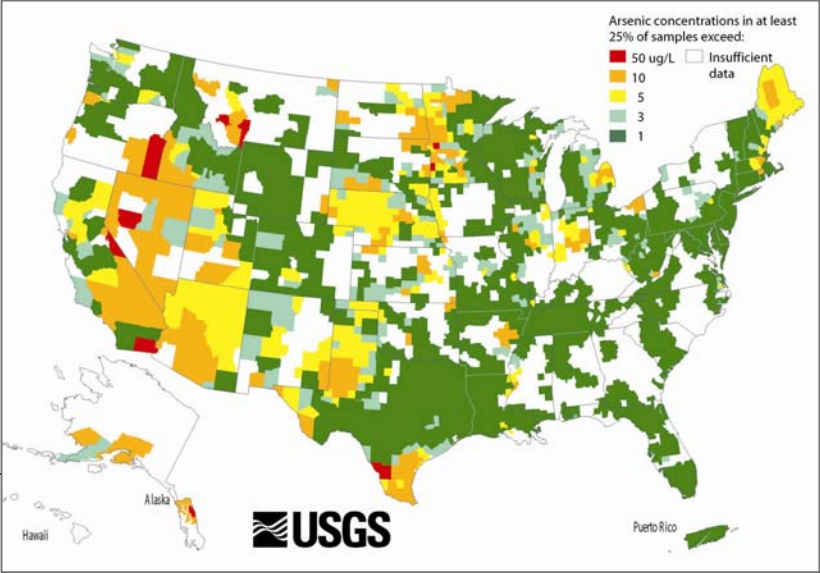 Arsenic concentrations in at least
25% of samples exceed:
50 ug/L
Insufficient
data
10
5
3
1
Alaska
Hawaii
USGS
Puerto Rico